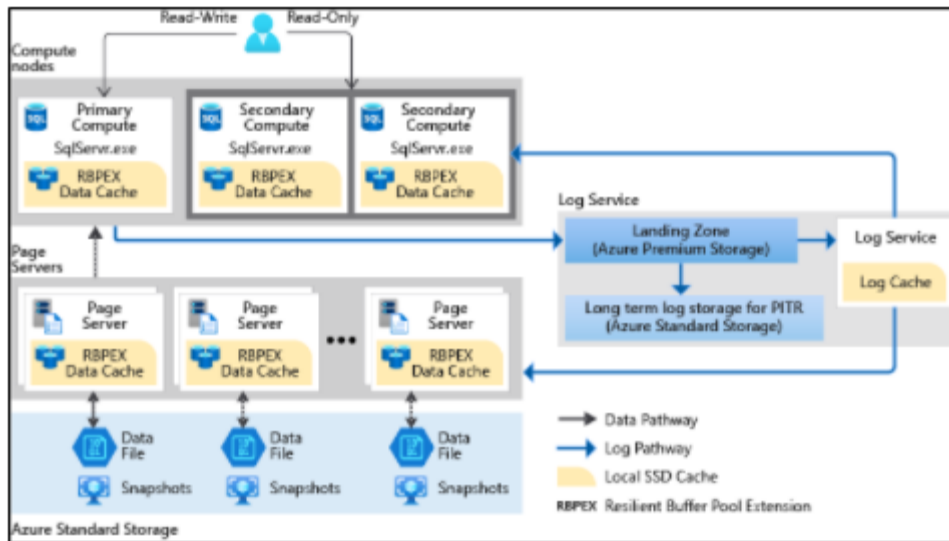 Read-Write
Read-Only
Compute
nodes
Primary
Compute
SqlServr.exe
RBPEX
Data Cache
Secondary
Compute
SqlServr.exe
RBPEX
Data Cache
Secondary
Compute
SqlServr.exe
RBPEX
Data Cache
Log Service
Landing Zone
(Azure Premium Storage)
Log Service
Log Cache
Long term log storage for PITR
(Azure Standard Storage)
Page
Servers
Page
Server
RBPEX
Data Cache
Page
Server
RBPEX
Data Cache
Page
Server
RBPEX
Data Cache
Data
File
Snapshots
Data
File
Snapshots
Data
File
Snapshots
Azure Standard Storage
Data Pathway
Log Pathway
Local SSD Cache
RBPEX Resilient Buffer Pool Extension
SQL
SQL
SQL